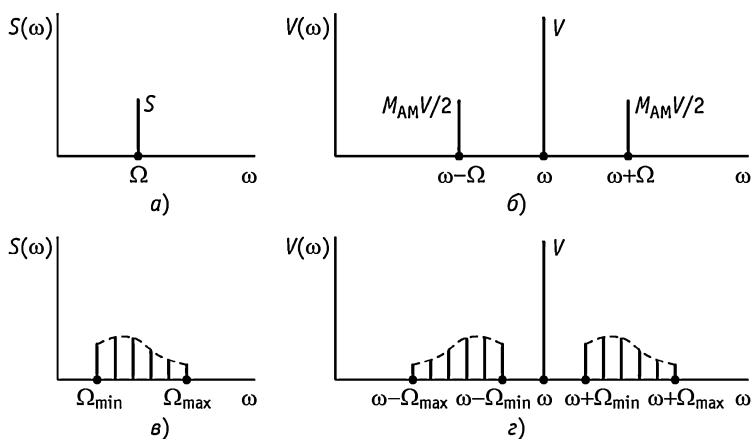 S(ω) S
Ω ω
а)
V(ω) V
M_AM V/2 M_AM V/2
ω−Ω ω ω+Ω ω
б)
S(ω)
Ω_min Ω_max ω
в)
V(ω) V
ω−Ω_max ω−Ω_min ω ω+Ω_min ω+Ω_max ω
г)